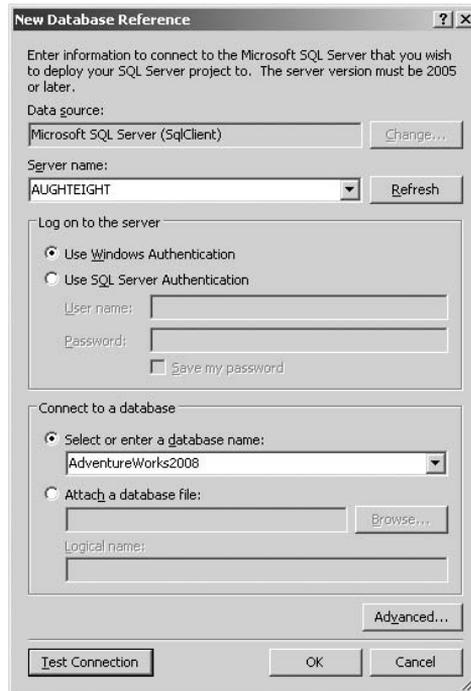 New Database Reference
Enter information to connect to the Microsoft SQL Server that you wish
to deploy your SQL Server project to. The server version must be 2005
or later.
Data source:
Microsoft SQL Server (SqlClient)
Change...
Server name:
AUGHTEIGHT
Refresh
Log on to the server
Use Windows Authentication
Use SQL Server Authentication
User name:
Password:
Save my password
Connect to a database
Select or enter a database name:
AdventureWorks2008
Attach a database file:
Browse...
Logical name:
Advanced...
Test Connection
OK
Cancel